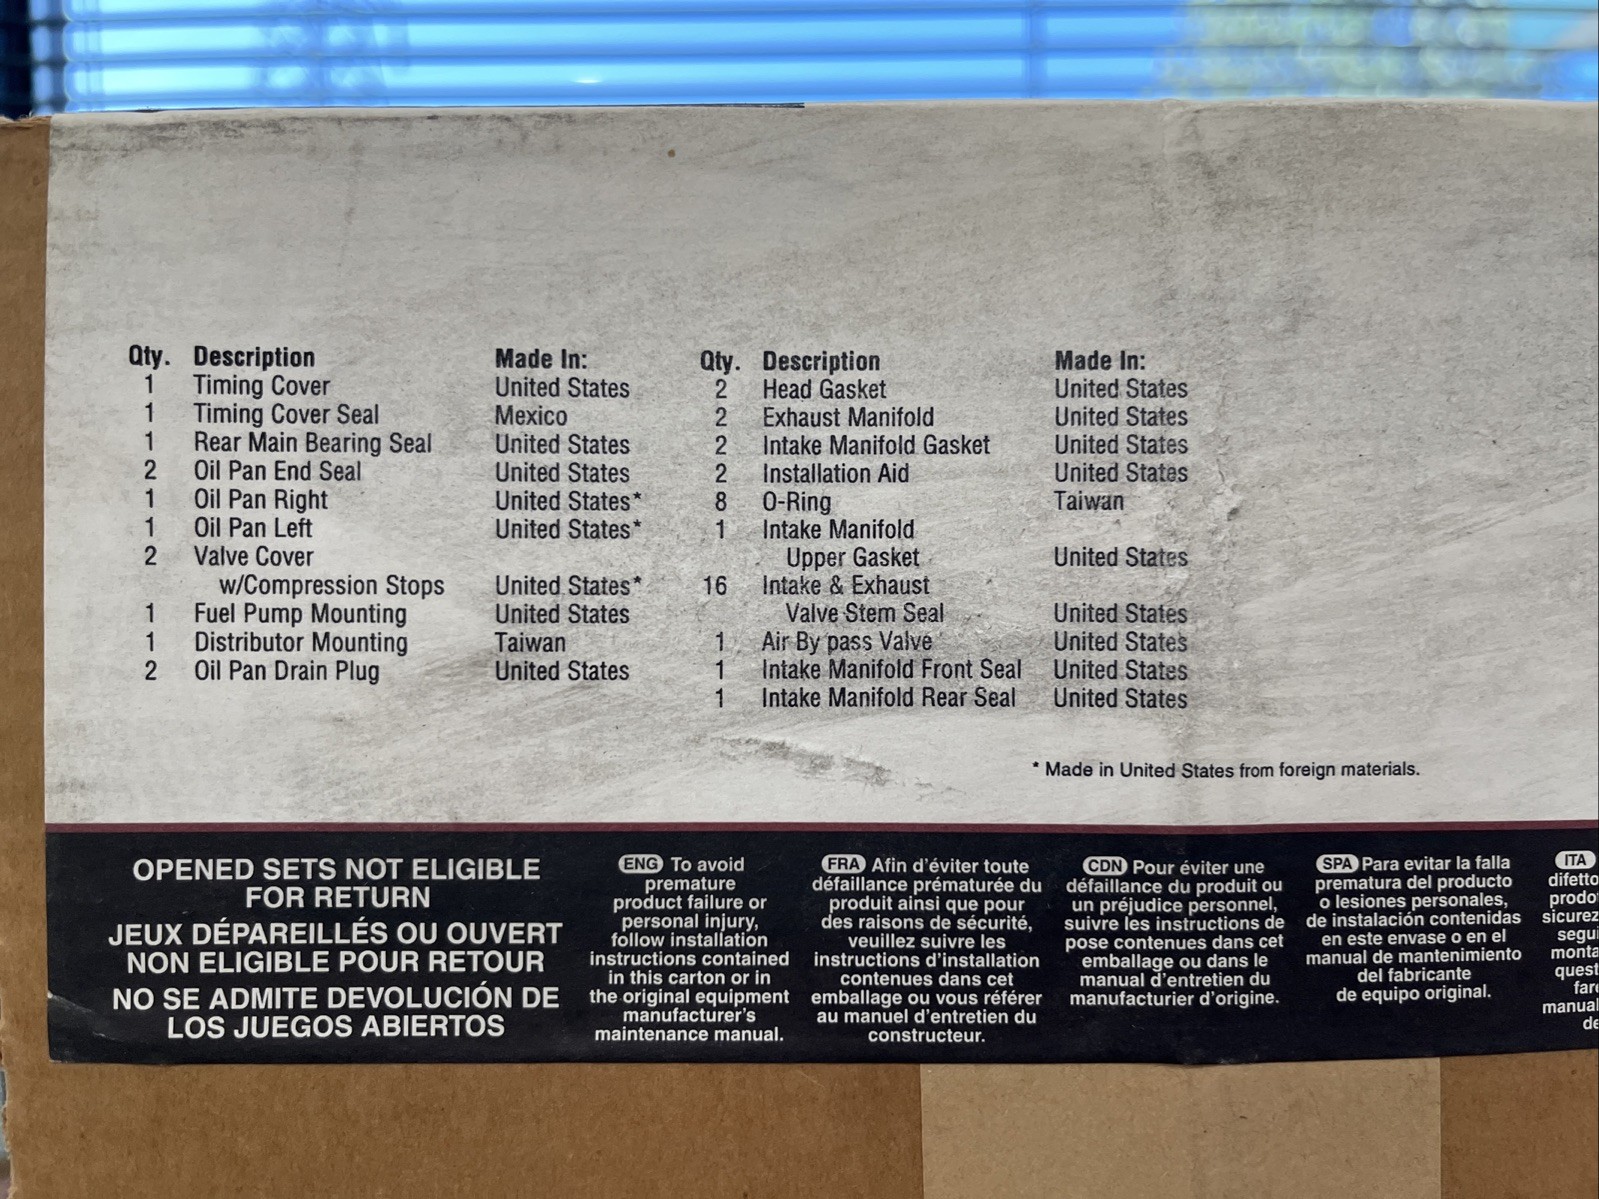 Qty. Description Made In:
1 Timing Cover United States
1 Timing Cover Seal Mexico
1 Rear Main Bearing Seal United States
2 Oil Pan End Seal United States
1 Oil Pan Right United States*
1 Oil Pan Left United States*
2 Valve Cover
w/Compression Stops United States*
1 Fuel Pump Mounting United States
1 Distributor Mounting Taiwan
2 Oil Pan Drain Plug United States
Qty. Description Made In:
2 Head Gasket United States
2 Exhaust Manifold United States
2 Intake Manifold Gasket United States
2 Installation Aid United States
8 O-Ring Taiwan
1 Intake Manifold
Upper Gasket United States
16 Intake & Exhaust
Valve Stem Seal United States
1 Air By pass Valve United States
1 Intake Manifold Front Seal United States
1 Intake Manifold Rear Seal United States
* Made in United States from foreign materials.
OPENED SETS NOT ELIGIBLE
FOR RETURN
JEUX DÉPAREILLÉS OU OUVERT
NON ELIGIBLE POUR RETOUR
NO SE ADMITE DEVOLUCIÓN DE
LOS JUEGOS ABIERTOS
ENG To avoid
premature
product failure or
personal injury,
follow installation
instructions contained
in this carton or in
the original equipment
manufacturer's
maintenance manual.
FRA Afin d'éviter toute
défaillance prématurée du
produit ainsi que pour
des raisons de sécurité,
veuillez suivre les
instructions d'installation
contenues dans cet
emballage ou vous référer
au manuel d'entretien du
constructeur.
CDN Pour éviter une
défaillance du produit ou
un préjudice personnel,
suivre les instructions de
pose contenues dans cet
emballage ou dans le
manual d'entretien du
manufacturier d'origine.
SPA Para evitar la falla
prematura del producto
o lesiones personales,
de instalación contenidas
en este envase o en el
manual de mantenimiento
del fabricante
de equipo original.
ITA
difetto
prodo
sicurez
segui
monta
quest
far
manual
de